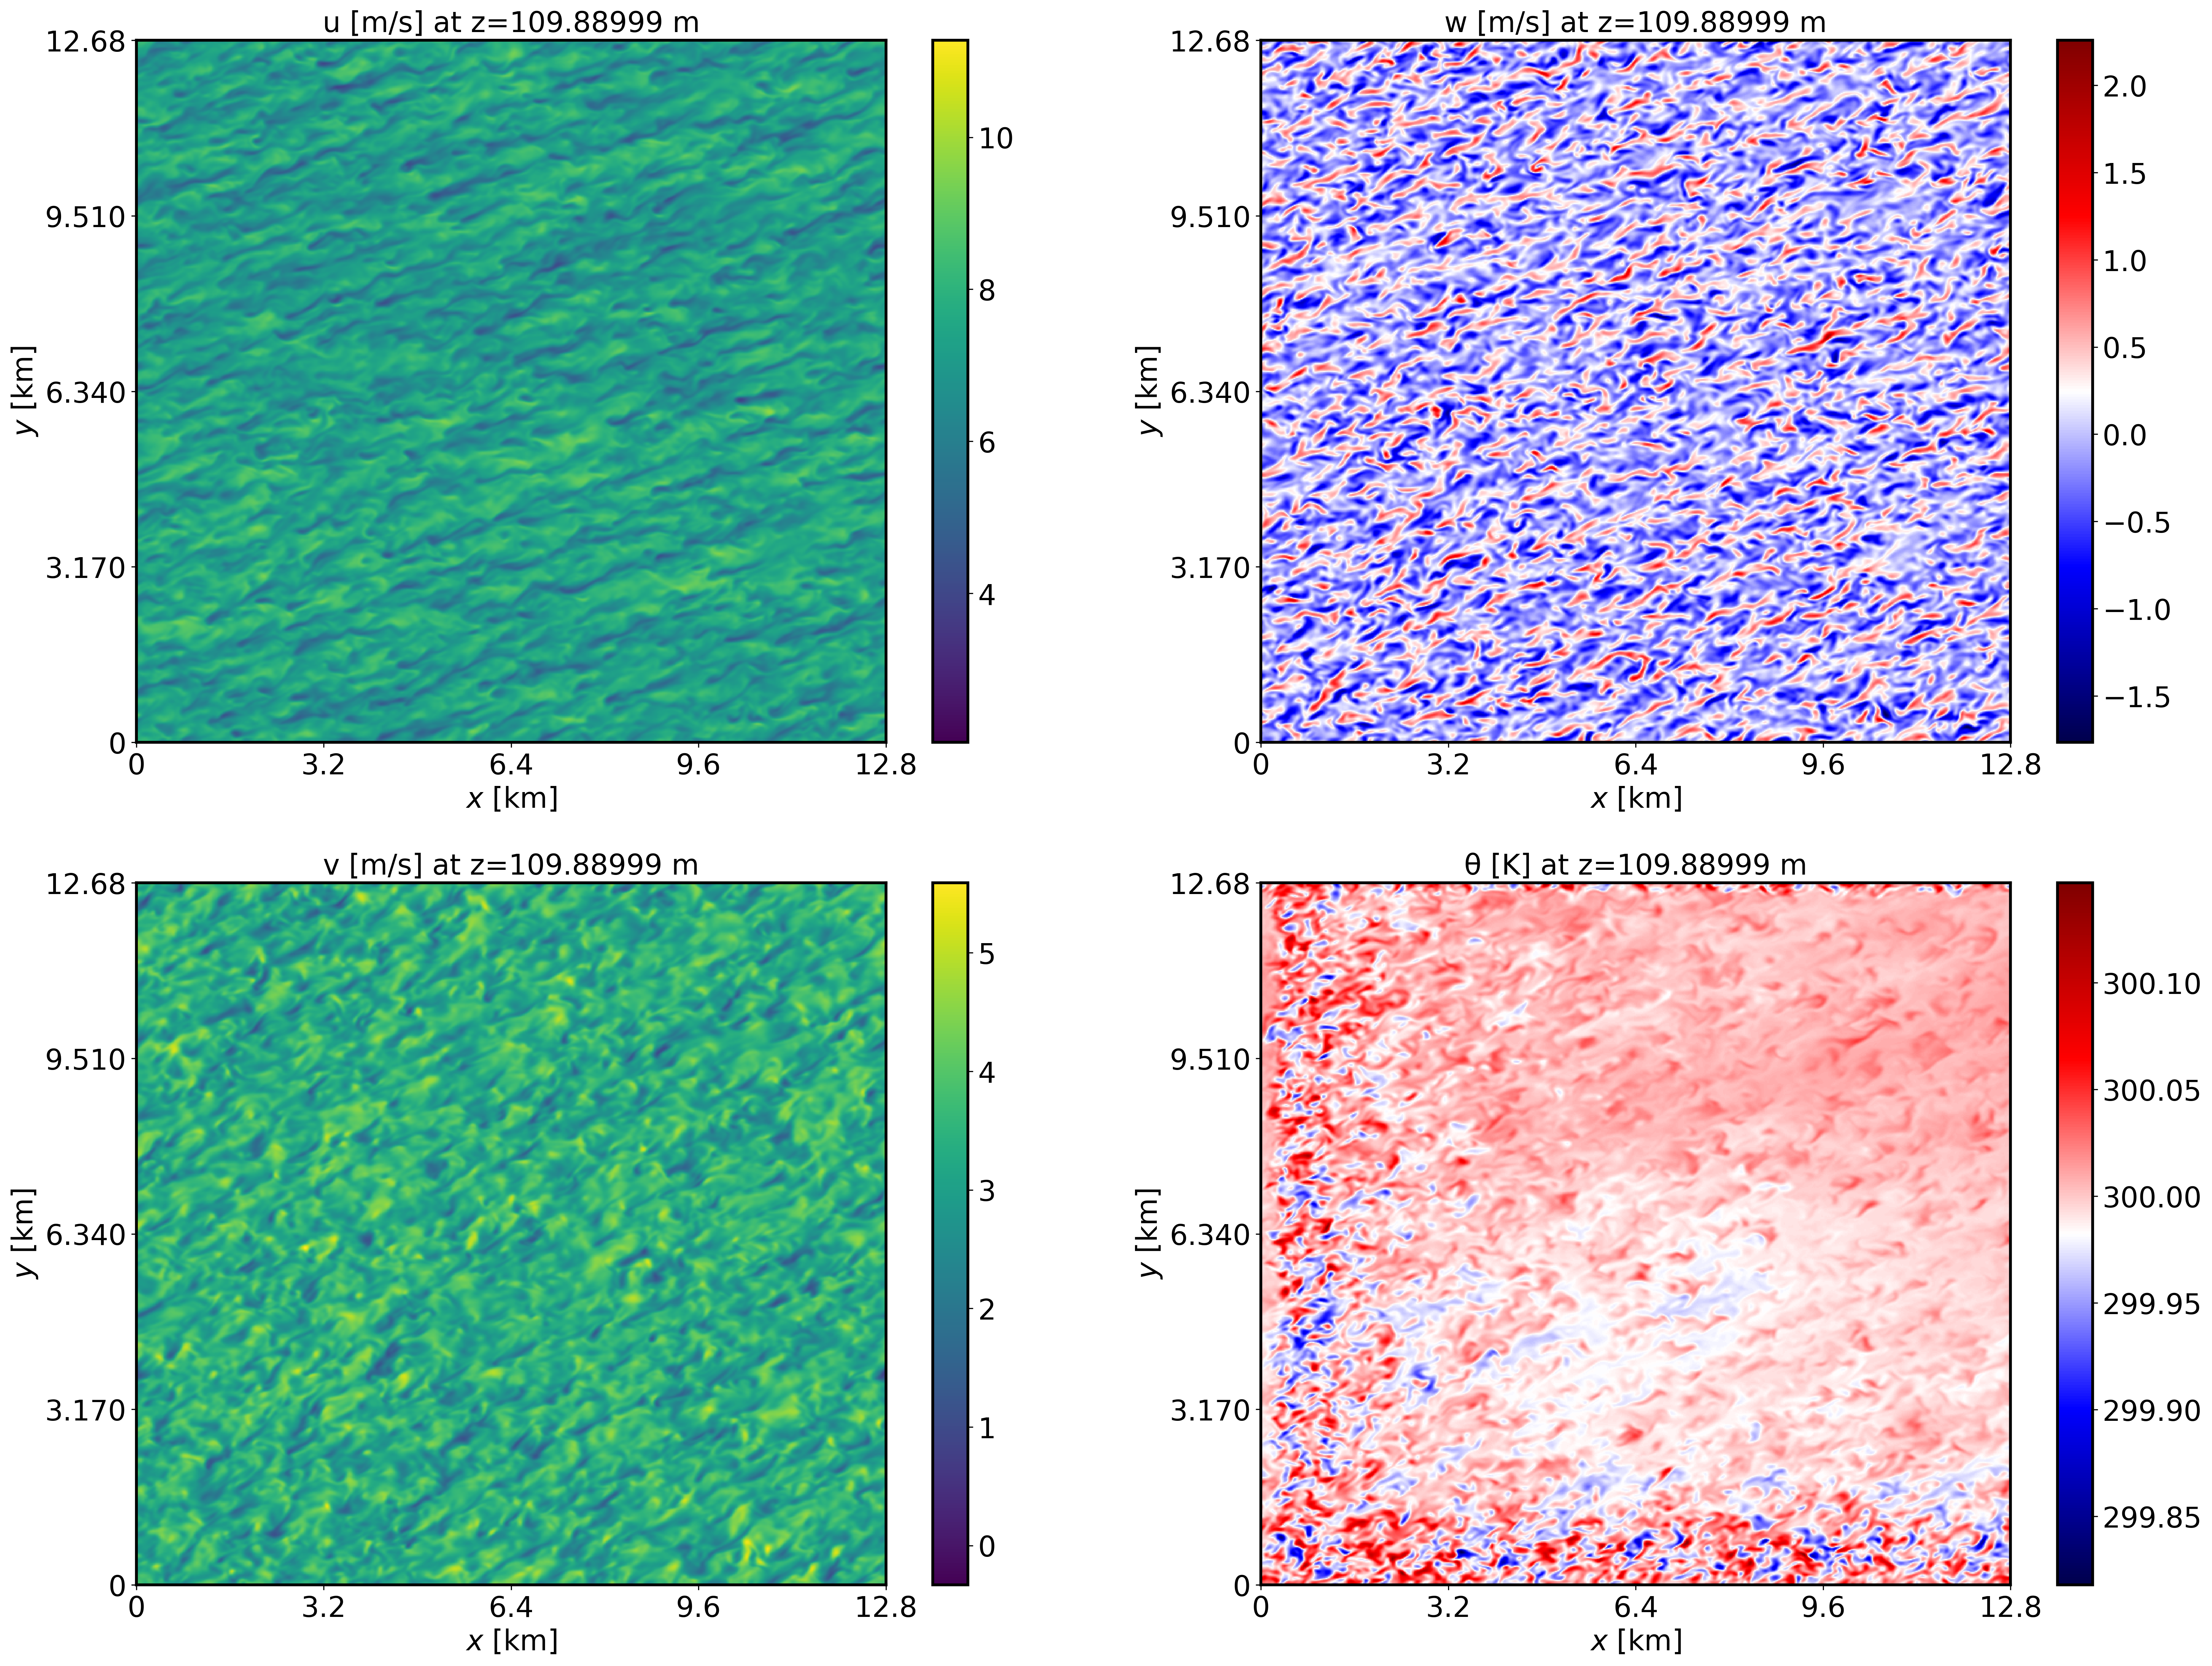 u [m/s] at z=109.88999 m
12.68
9.510
6.340
3.170
0
y [km]
0 3.2 6.4 9.6 12.8
x [km]
10
8
6
4
w [m/s] at z=109.88999 m
12.68
9.510
6.340
3.170
0
y [km]
0 3.2 6.4 9.6 12.8
x [km]
2.0
1.5
1.0
0.5
0.0
−0.5
−1.0
−1.5
v [m/s] at z=109.88999 m
12.68
9.510
6.340
3.170
0
y [km]
0 3.2 6.4 9.6 12.8
x [km]
5
4
3
2
1
0
θ [K] at z=109.88999 m
12.68
9.510
6.340
3.170
0
y [km]
0 3.2 6.4 9.6 12.8
x [km]
300.10
300.05
300.00
299.95
299.90
299.85